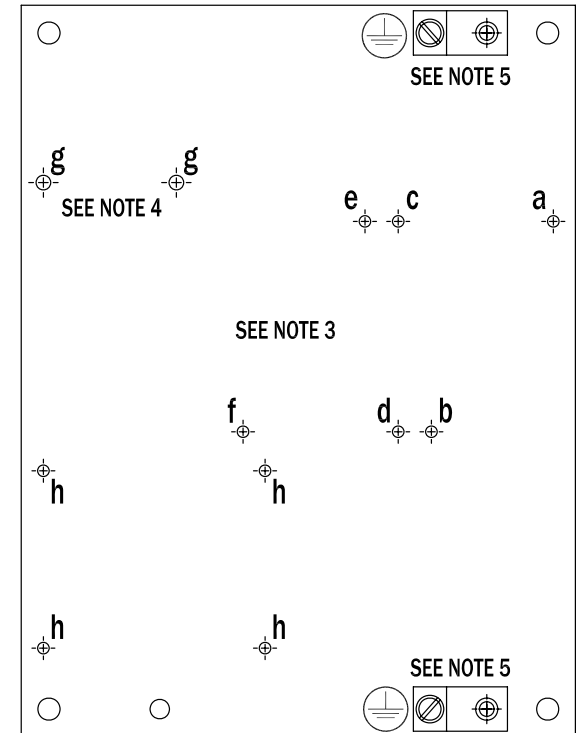 SEE NOTE 5
g g
SEE NOTE 4
e c a
SEE NOTE 3
f d b
h h
h h
SEE NOTE 5